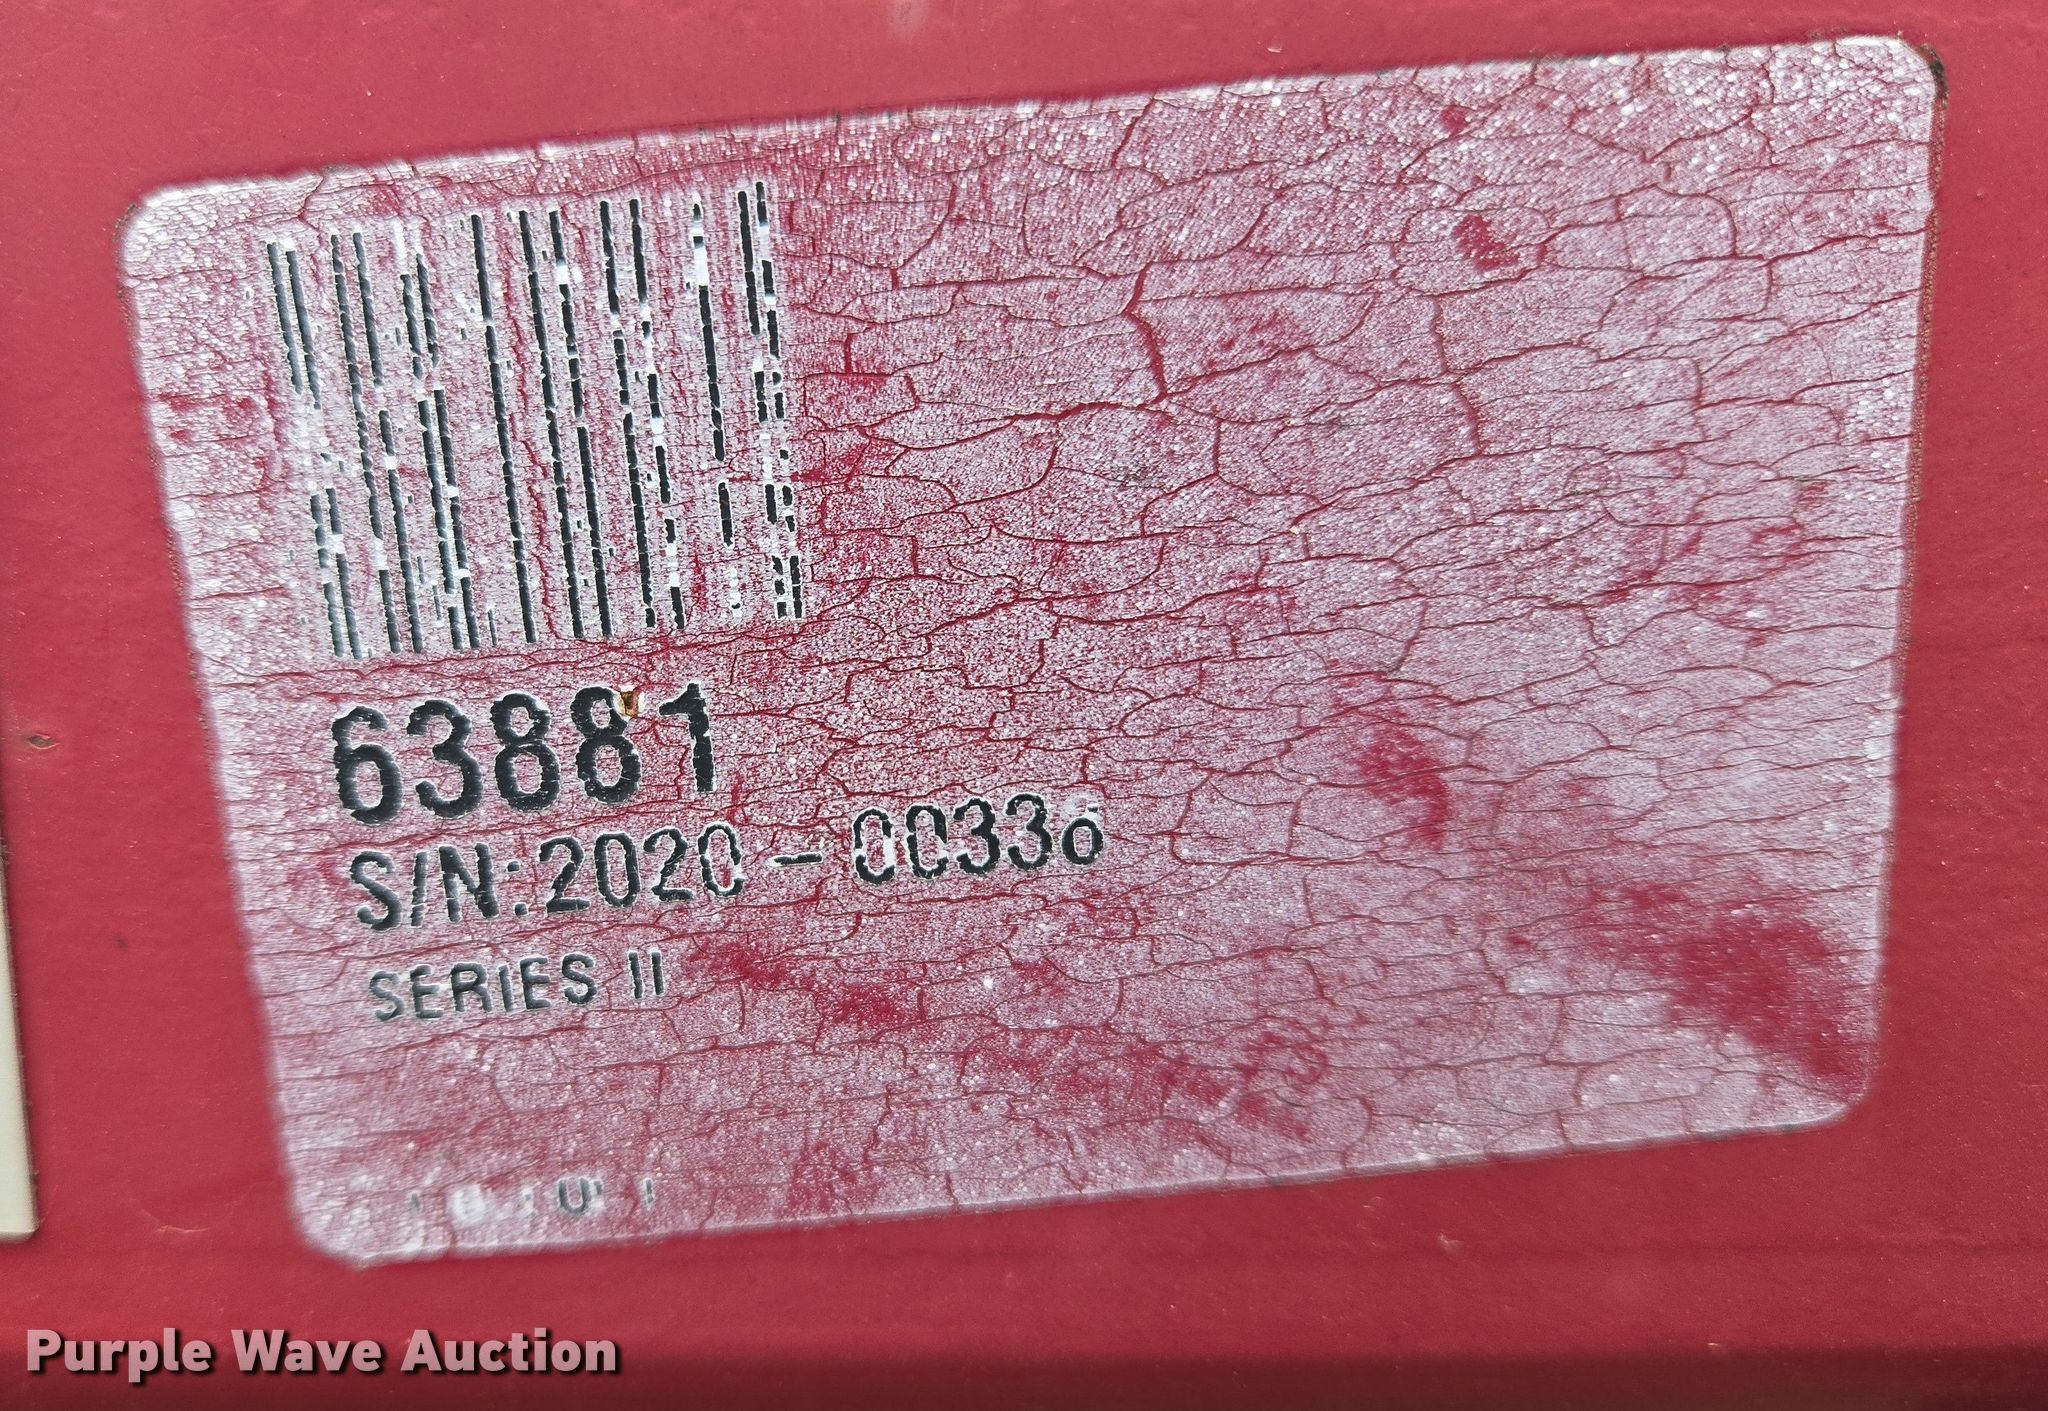 63881
S/N: 2020-00336
SERIES II
Purple Wave Auction